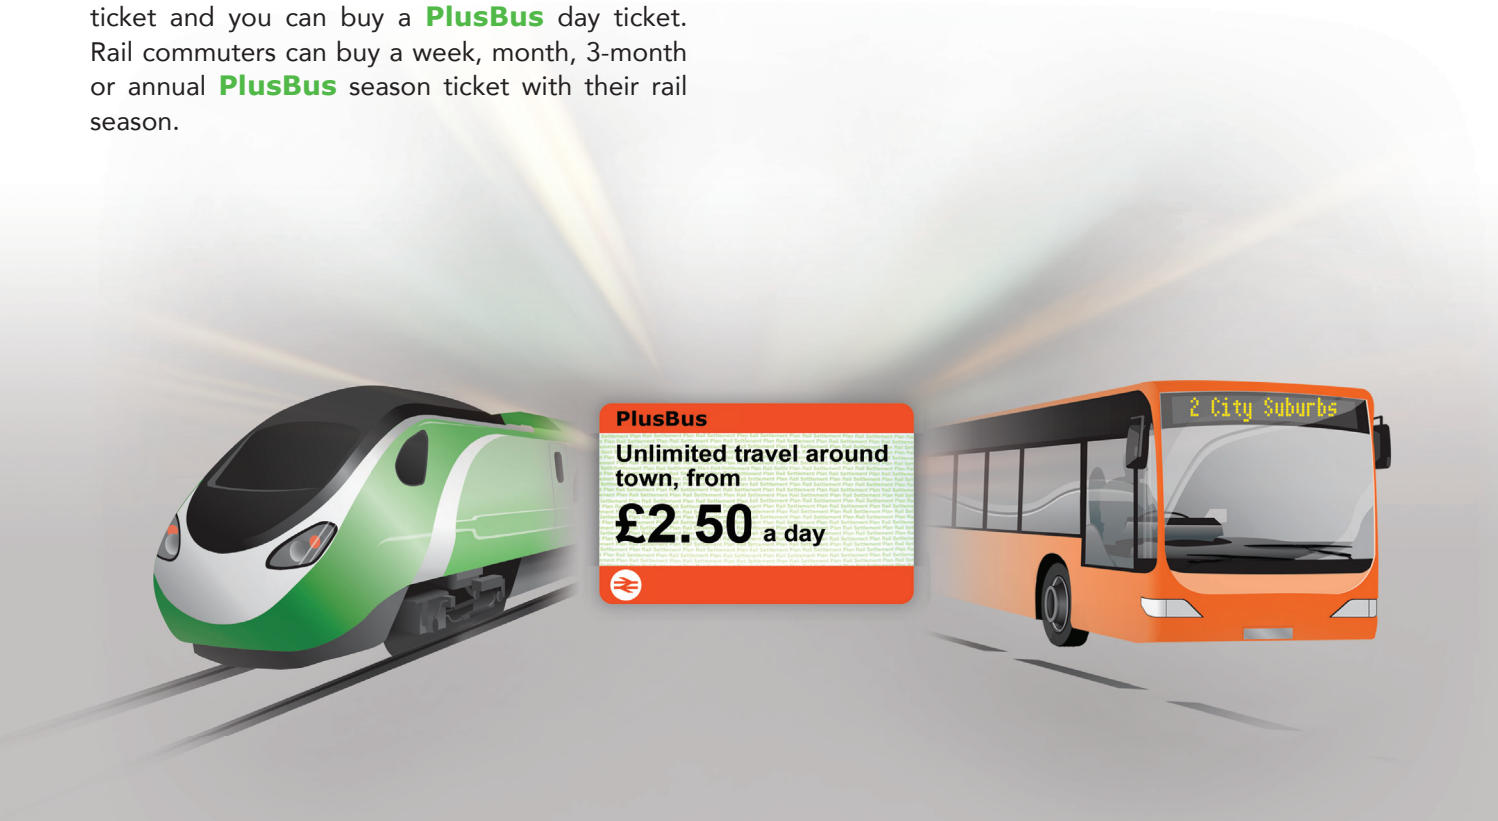 ticket and you can buy a PlusBus day ticket.
Rail commuters can buy a week, month, 3-month
or annual PlusBus season ticket with their rail
season.
2 City Suburbs
PlusBus
Unlimited travel around
town, from
£2.50 a day